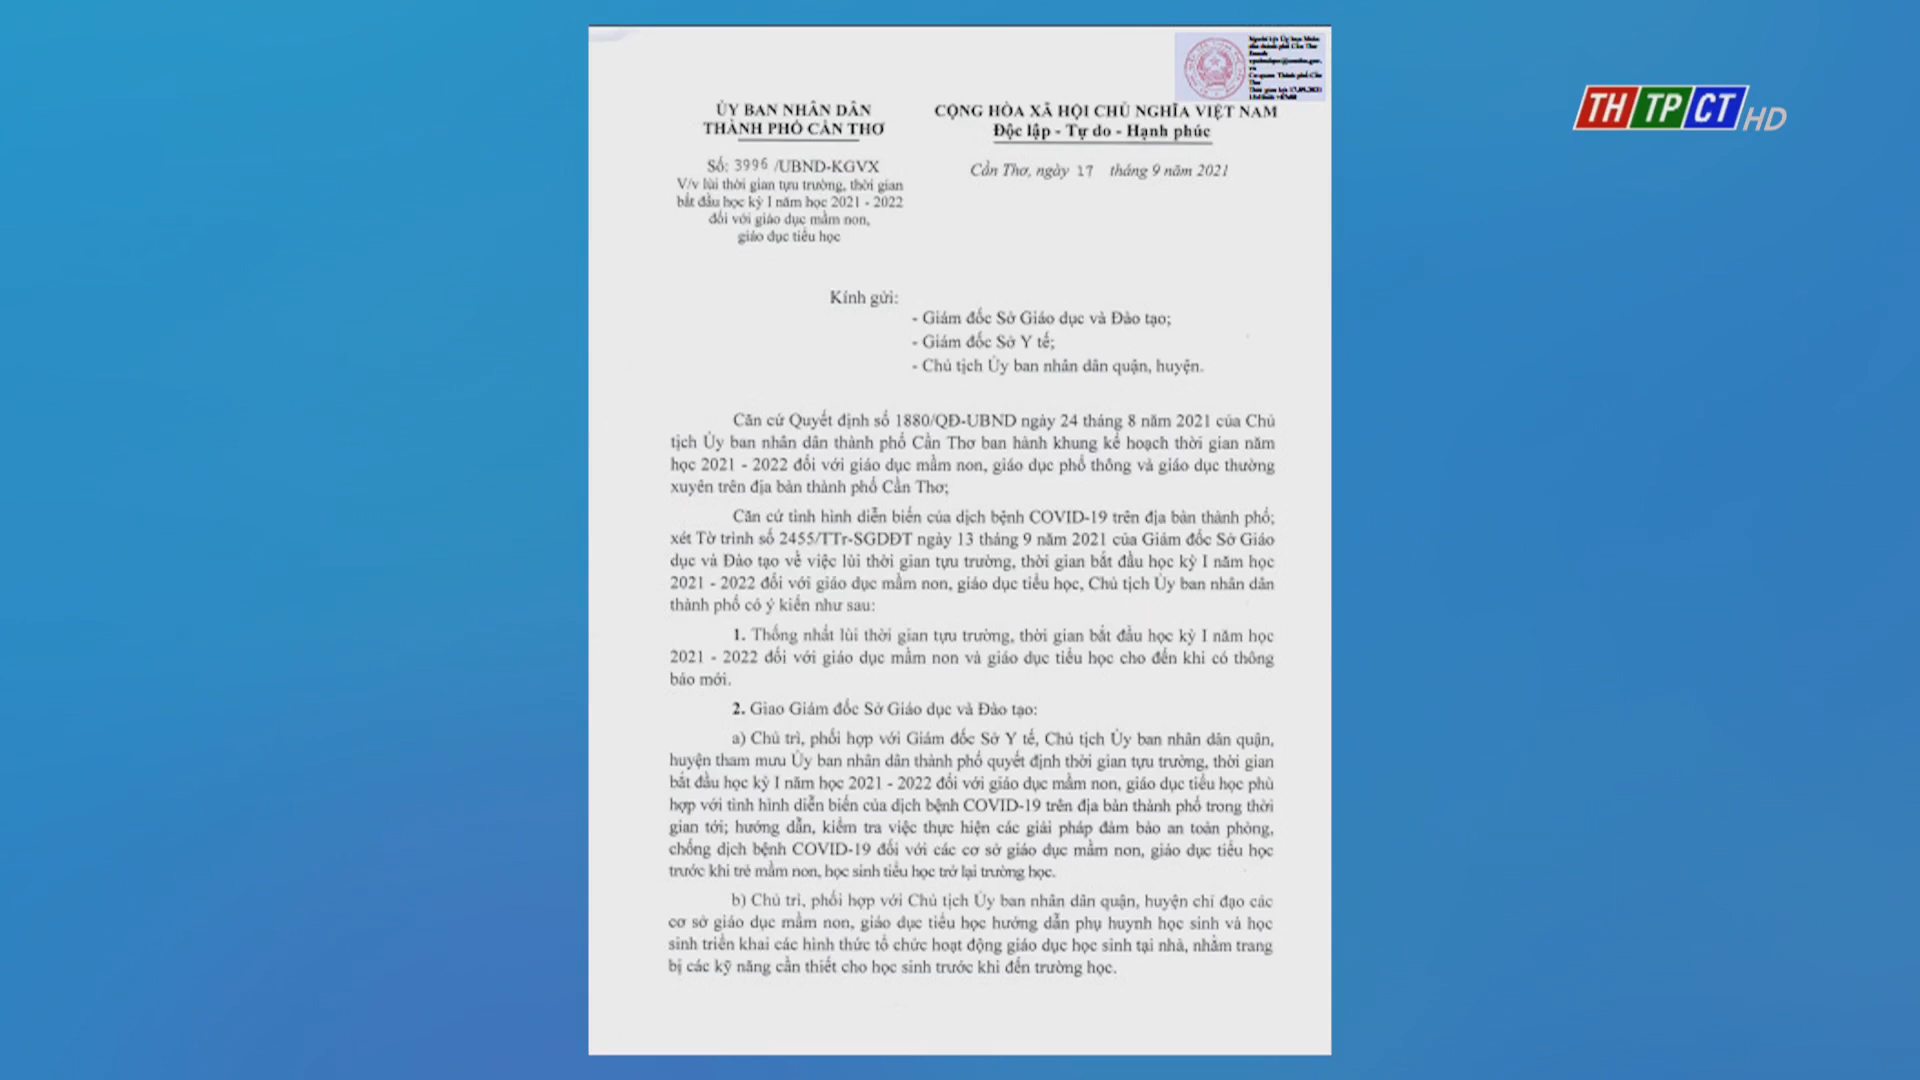 Người ký: Ủy ban Nhân
dân thành phố Cần Thơ
Cơ quan: Thành phố Cần
Thơ
Thời gian ký: 17.09.2021
ỦY BAN NHÂN DÂN
THÀNH PHỐ CẦN THƠ
CỘNG HÒA XÃ HỘI CHỦ NGHĨA VIỆT NAM
Độc lập - Tự do - Hạnh phúc
THTPCT HD
Số: 3996 /UBND-KGVX
Cần Thơ, ngày 17 tháng 9 năm 2021
V/v lùi thời gian tựu trường, thời gian
bắt đầu học kỳ I năm học 2021 - 2022
đối với giáo dục mầm non,
giáo dục tiểu học
Kính gửi:
- Giám đốc Sở Giáo dục và Đào tạo;
- Giám đốc Sở Y tế;
- Chủ tịch Ủy ban nhân dân quận, huyện.
Căn cứ Quyết định số 1880/QĐ-UBND ngày 24 tháng 8 năm 2021 của Chủ
tịch Ủy ban nhân dân thành phố Cần Thơ ban hành khung kế hoạch thời gian năm
học 2021 - 2022 đối với giáo dục mầm non, giáo dục phổ thông và giáo dục thường
xuyên trên địa bàn thành phố Cần Thơ;
Căn cứ tình hình diễn biến của dịch bệnh COVID-19 trên địa bàn thành phố;
xét Tờ trình số 2455/TTr-SGDĐT ngày 13 tháng 9 năm 2021 của Giám đốc Sở Giáo
dục và Đào tạo về việc lùi thời gian tựu trường, thời gian bắt đầu học kỳ I năm học
2021 - 2022 đối với giáo dục mầm non, giáo dục tiểu học, Chủ tịch Ủy ban nhân dân
thành phố có ý kiến như sau:
1. Thống nhất lùi thời gian tựu trường, thời gian bắt đầu học kỳ I năm học
2021 - 2022 đối với giáo dục mầm non và giáo dục tiểu học cho đến khi có thông
báo mới.
2. Giao Giám đốc Sở Giáo dục và Đào tạo:
a) Chủ trì, phối hợp với Giám đốc Sở Y tế, Chủ tịch Ủy ban nhân dân quận,
huyện tham mưu Ủy ban nhân dân thành phố quyết định thời gian tựu trường, thời gian
bắt đầu học kỳ I năm học 2021 - 2022 đối với giáo dục mầm non, giáo dục tiểu học phù
hợp với tình hình diễn biến của dịch bệnh COVID-19 trên địa bàn thành phố trong thời
gian tới; hướng dẫn, kiểm tra việc thực hiện các giải pháp đảm bảo an toàn phòng,
chống dịch bệnh COVID-19 đối với các cơ sở giáo dục mầm non, giáo dục tiểu học
trước khi trẻ mầm non, học sinh tiểu học trở lại trường học.
b) Chủ trì, phối hợp với Chủ tịch Ủy ban nhân dân quận, huyện chỉ đạo các
cơ sở giáo dục mầm non, giáo dục tiểu học hướng dẫn phụ huynh học sinh và học
sinh triển khai các hình thức tổ chức hoạt động giáo dục học sinh tại nhà, nhằm trang
bị các kỹ năng cần thiết cho học sinh trước khi đến trường học.